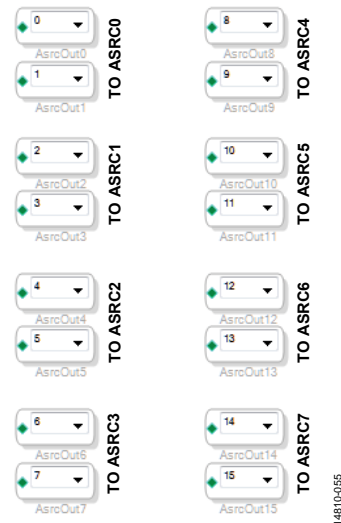 0
AsrcOut0
1
AsrcOut1
TO ASRC0
2
AsrcOut2
3
AsrcOut3
TO ASRC1
4
AsrcOut4
5
AsrcOut5
TO ASRC2
6
AsrcOut6
7
AsrcOut7
TO ASRC3
8
AsrcOut8
9
AsrcOut9
TO ASRC4
10
AsrcOut10
11
AsrcOut11
TO ASRC5
12
AsrcOut12
13
AsrcOut13
TO ASRC6
14
AsrcOut14
15
AsrcOut15
TO ASRC7
14810-055